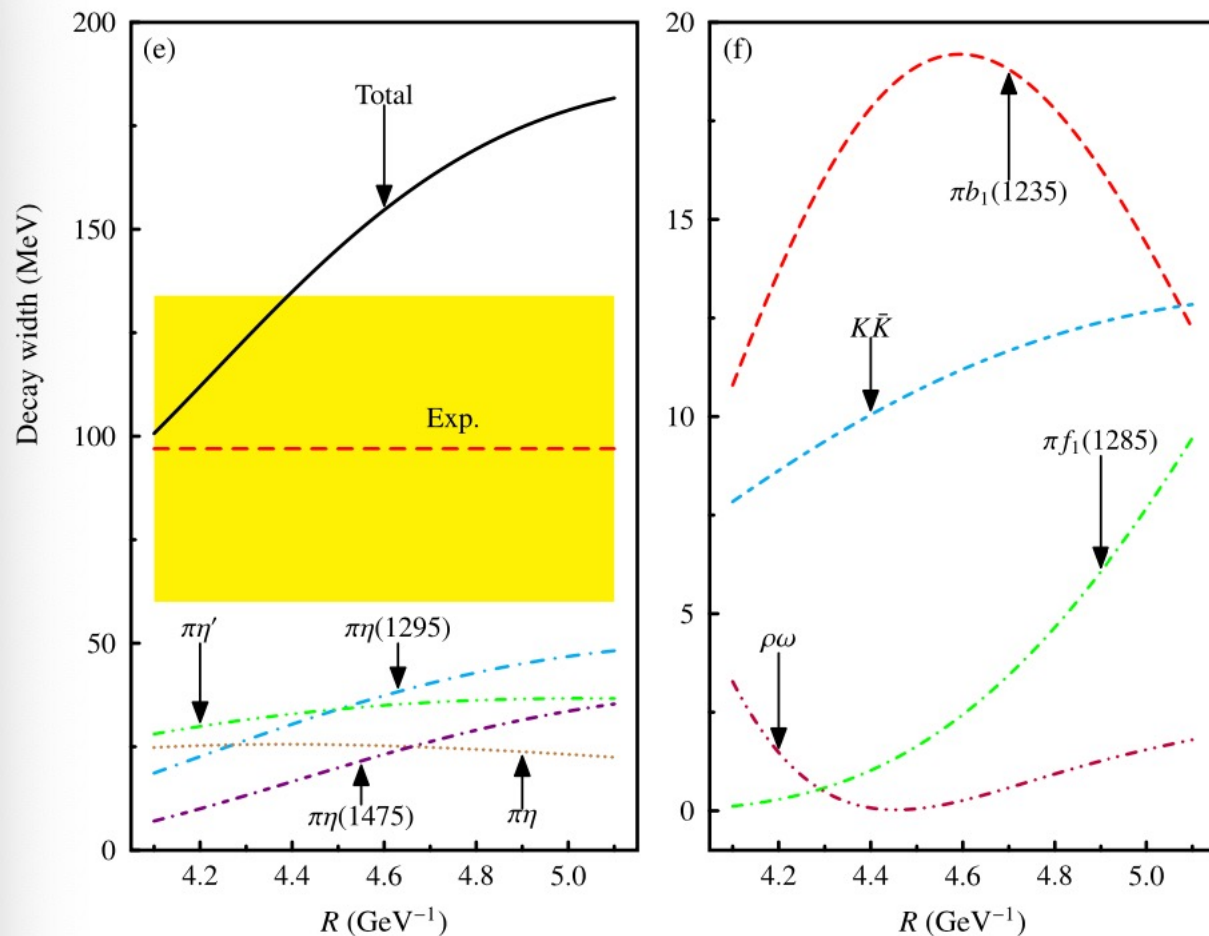 Decay width (MeV)
200
150
100
50
0
(e)
Total
Exp.
πη′
πη(1295)
πη(1475)
πη
4.2 4.4 4.6 4.8 5.0
R (GeV⁻¹)
20
15
10
5
0
(f)
πb₁(1235)
KK̄
πf₁(1285)
ρω
4.2 4.4 4.6 4.8 5.0
R (GeV⁻¹)